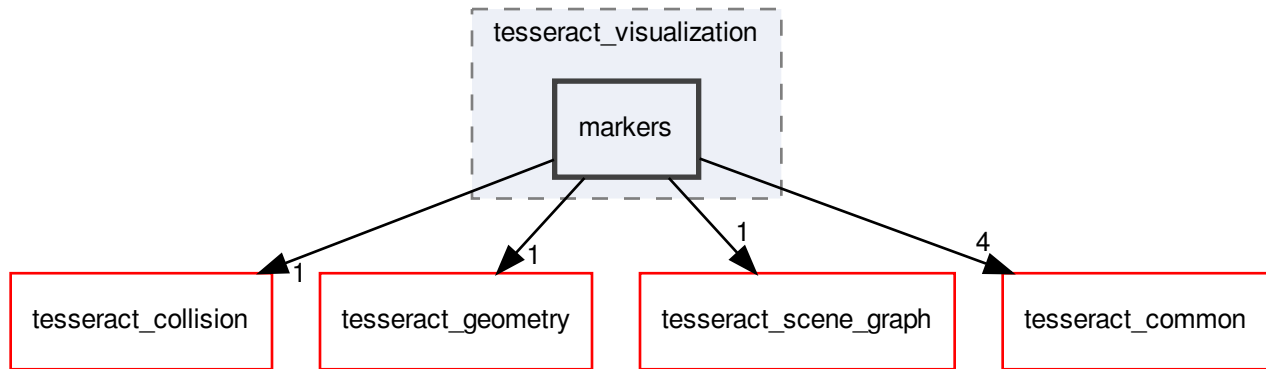 tesseract_visualization
markers
1
1
1
4
tesseract_collision
tesseract_geometry
tesseract_scene_graph
tesseract_common